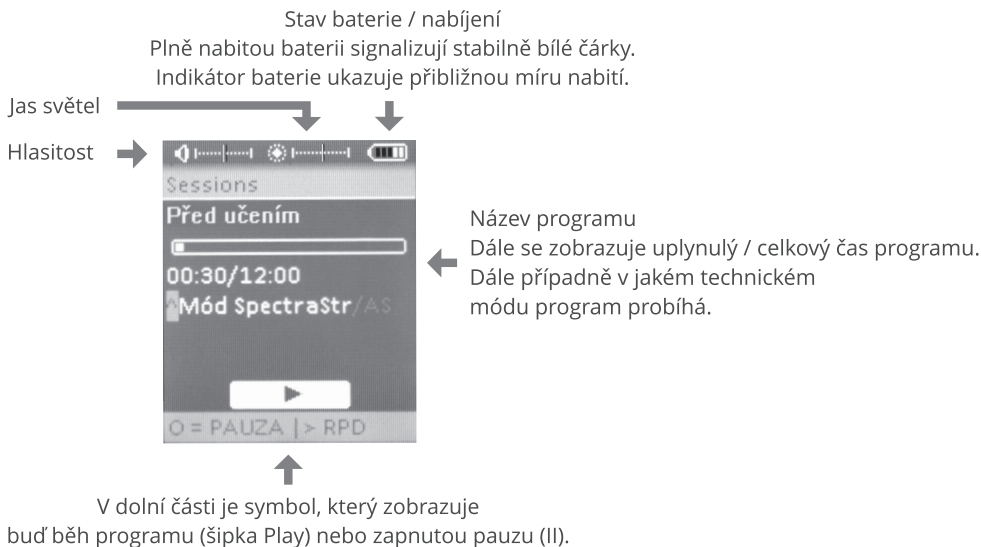 Stav baterie / nabíjení
Plně nabitou baterii signalizují stabilně bílé čárky.
Indikátor baterie ukazuje přibližnou míru nabití.
Jas světel
Hlasitost
Sessions
Před učením
00:30/12:00
^Mód SpectraStr/AS
O = PAUZA |> RPD
Název programu
Dále se zobrazuje uplynulý / celkový čas programu.
Dále případně v jakém technickém
módu program probíhá.
V dolní části je symbol, který zobrazuje
buď běh programu (šipka Play) nebo zapnutou pauzu (II).